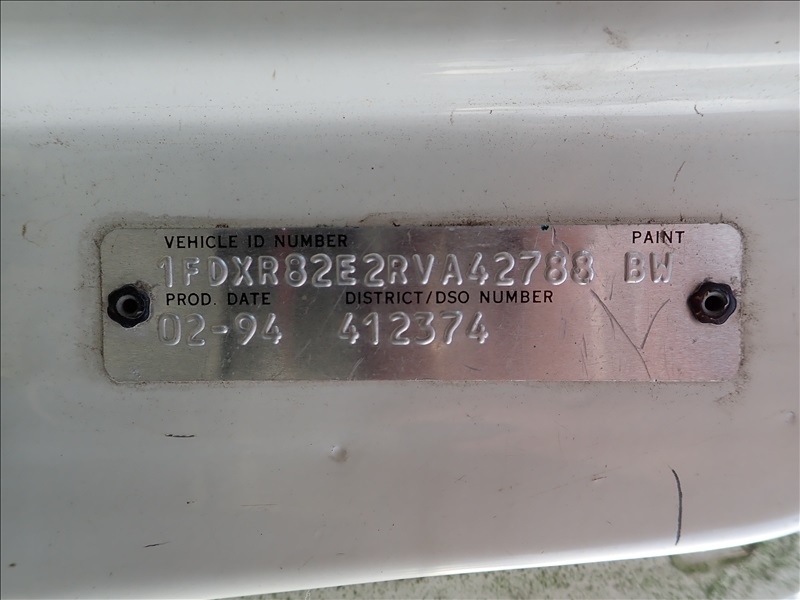 VEHICLE ID NUMBER PAINT
1FDXR82E2RVA42788 BW
PROD. DATE DISTRICT/DSO NUMBER
02-94 412374